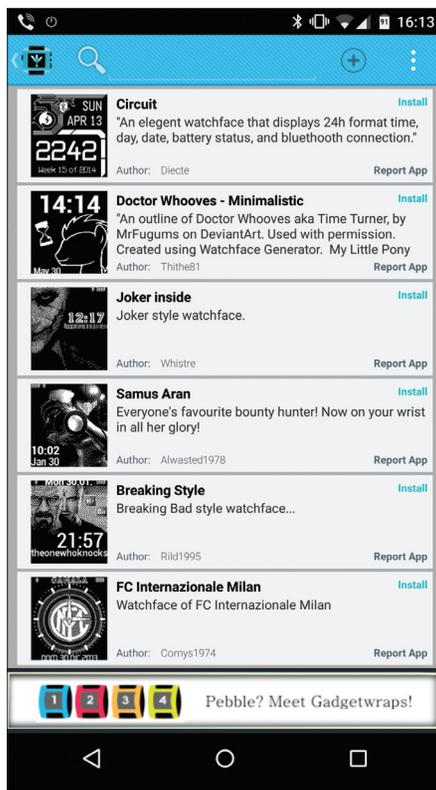 91 16:13
Circuit Install
"An elegent watchface that displays 24h format time,
day, date, battery status, and bluethooth connection."
Author: Diecte Report App
SUN
APR 13
2242
Week 15 of 2014
Doctor Whooves - Minimalistic Install
"An outline of Doctor Whooves aka Time Turner, by
MrFugums on DeviantArt. Used with permission.
Created using Watchface Generator. My Little Pony
Author: Thithe81 Report App
14:14
May 30
Joker inside Install
Joker style watchface.
Author: Whistre Report App
12:17
Samus Aran Install
Everyone's favourite bounty hunter! Now on your wrist
in all her glory!
Author: Alwasted1978 Report App
10:02
Jan 30
Breaking Style Install
Breaking Bad style watchface...
Author: Rild1995 Report App
Mon 30.01.
Br
Ba
21:57
theonewhoknocks
FC Internazionale Milan Install
Watchface of FC Internazionale Milan
Author: Comys1974 Report App
1 2 3 4 Pebble? Meet Gadgetwraps!